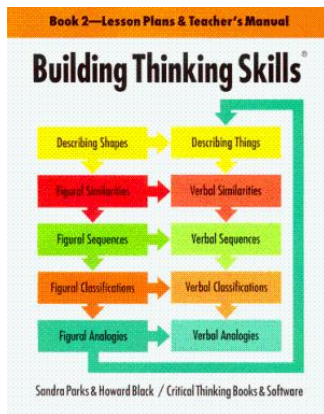 Book 2—Lesson Plans & Teacher's Manual
Building Thinking Skills®
Describing Shapes
Describing Things
Figural Similarities
Verbal Similarities
Figural Sequences
Verbal Sequences
Figural Classifications
Verbal Classifications
Figural Analogies
Verbal Analogies
Sandra Parks & Howard Black / Critical Thinking Books & Software